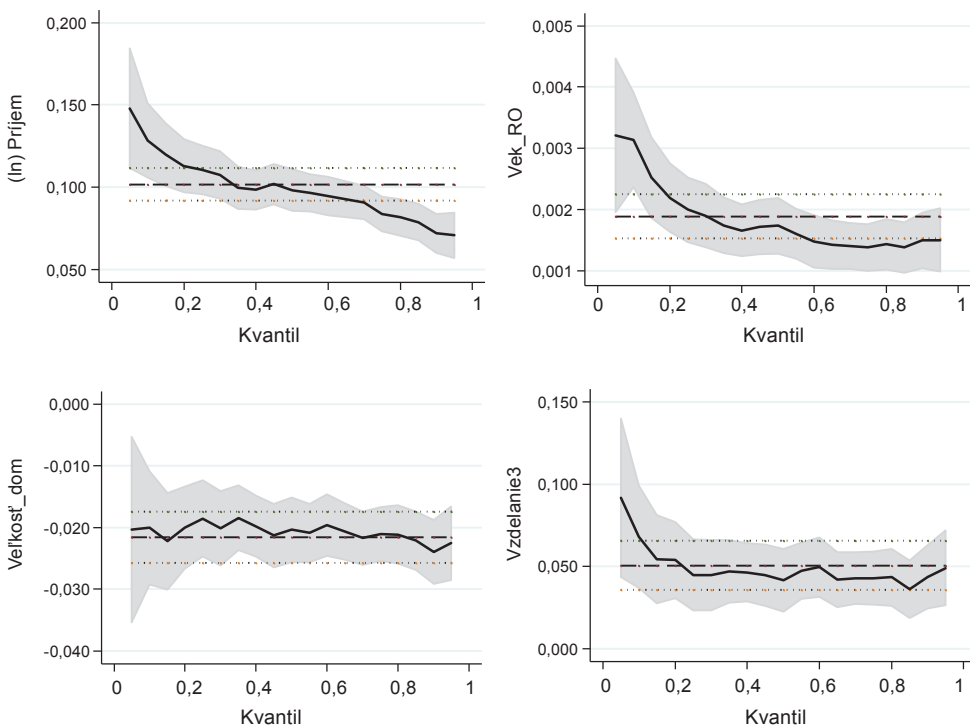 0,200
0,150
0,100
0,050
(ln) Príjem
0 0,2 0,4 0,6 0,8 1
Kvantil
0,005
0,004
0,003
0,002
0,001
Vek_RO
0 0,2 0,4 0,6 0,8 1
Kvantil
0,000
-0,010
-0,020
-0,030
-0,040
Veľkosť_dom
0 0,2 0,4 0,6 0,8 1
Kvantil
0,150
0,100
0,050
0,000
Vzdelanie3
0 0,2 0,4 0,6 0,8 1
Kvantil